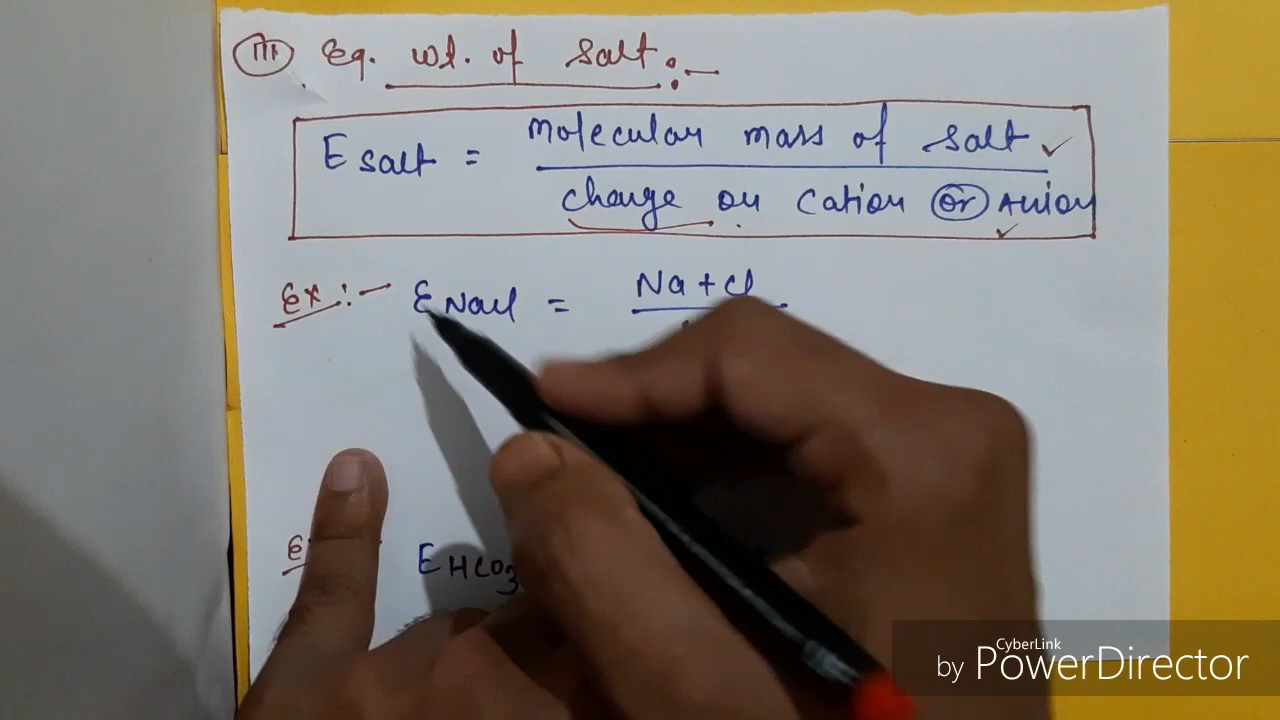 III Eq. wt. of salt :-
E salt = molecular mass of salt ✓
charge on cation or Anion
Ex :- E NaCl = Na + Cl
E HCO3
CyberLink
by PowerDirector